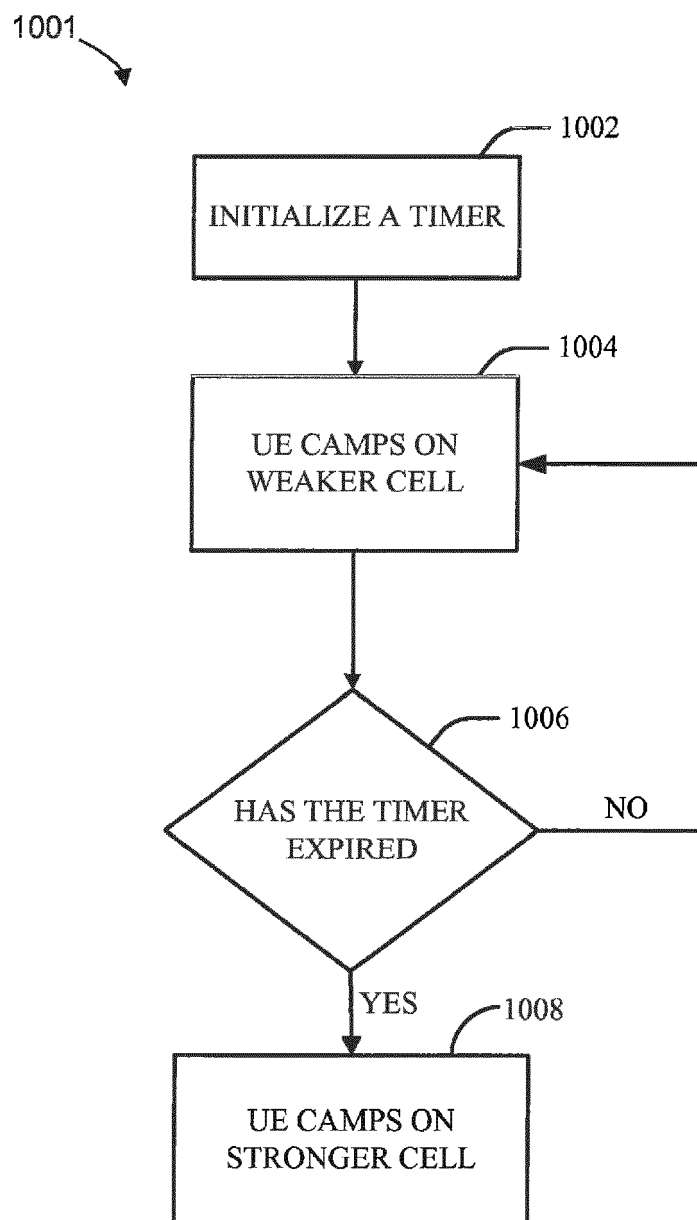 1001
1002
INITIALIZE A TIMER
1004
UE CAMPS ON
WEAKER CELL
1006
HAS THE TIMER
EXPIRED
NO
YES
1008
UE CAMPS ON
STRONGER CELL